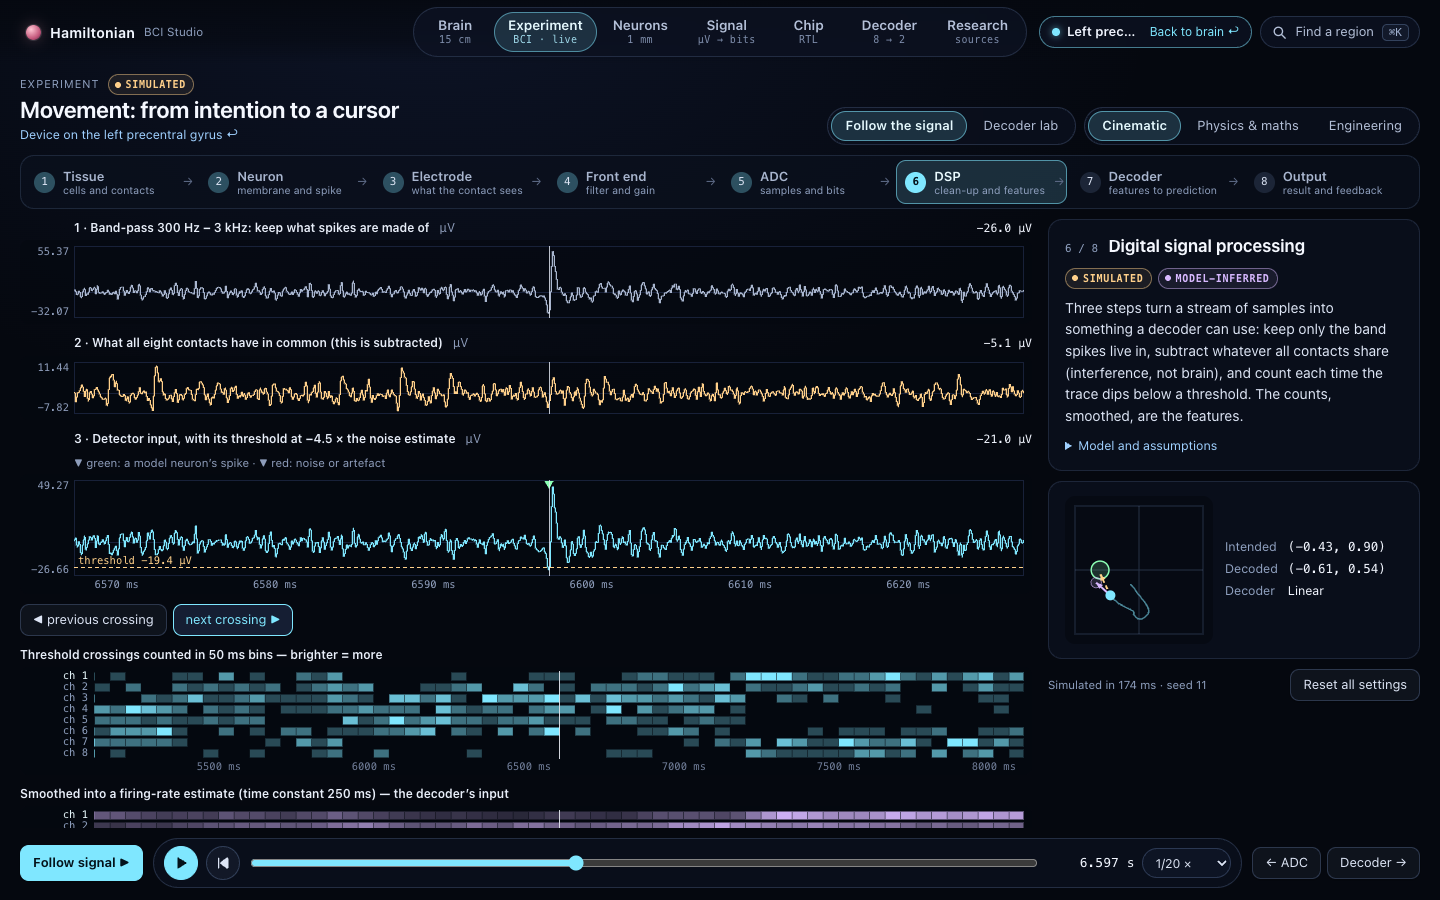 Hamiltonian BCI Studio
Brain
15 cm
Experiment
BCI · live
Neurons
1 mm
Signal
µV → bits
Chip
RTL
Decoder
8 → 2
Research
sources
Left prec... Back to brain ↩
Find a region ⌘K
EXPERIMENT SIMULATED
Movement: from intention to a cursor
Device on the left precentral gyrus ↩
Follow the signal Decoder lab
Cinematic Physics & maths Engineering
1 Tissue
cells and contacts →
2 Neuron
membrane and spike →
3 Electrode
what the contact sees →
4 Front end
filter and gain →
5 ADC
samples and bits →
6 DSP
clean-up and features →
7 Decoder
features to prediction →
8 Output
result and feedback
1 · Band-pass 300 Hz – 3 kHz: keep what spikes are made of µV −26.0 µV
55.37
−32.07
2 · What all eight contacts have in common (this is subtracted) µV −5.1 µV
11.44
−7.82
3 · Detector input, with its threshold at −4.5 × the noise estimate µV −21.0 µV
▼ green: a model neuron's spike · ▼ red: noise or artefact
49.27
threshold −19.4 µV
−26.66
6570 ms 6580 ms 6590 ms 6600 ms 6610 ms 6620 ms
◀ previous crossing next crossing ▶
Threshold crossings counted in 50 ms bins — brighter = more
ch 1
ch 2
ch 3
ch 4
ch 5
ch 6
ch 7
ch 8
5500 ms 6000 ms 6500 ms 7000 ms 7500 ms 8000 ms
Smoothed into a firing-rate estimate (time constant 250 ms) — the decoder's input
ch 1
ch 2
6 / 8 Digital signal processing
SIMULATED MODEL-INFERRED
Three steps turn a stream of samples into
something a decoder can use: keep only the band
spikes live in, subtract whatever all contacts share
(interference, not brain), and count each time the
trace dips below a threshold. The counts,
smoothed, are the features.
▶ Model and assumptions
Intended (−0.43, 0.90)
Decoded (−0.61, 0.54)
Decoder Linear
Simulated in 174 ms · seed 11 Reset all settings
Follow signal ▶ 6.597 s 1/20 × ← ADC Decoder →